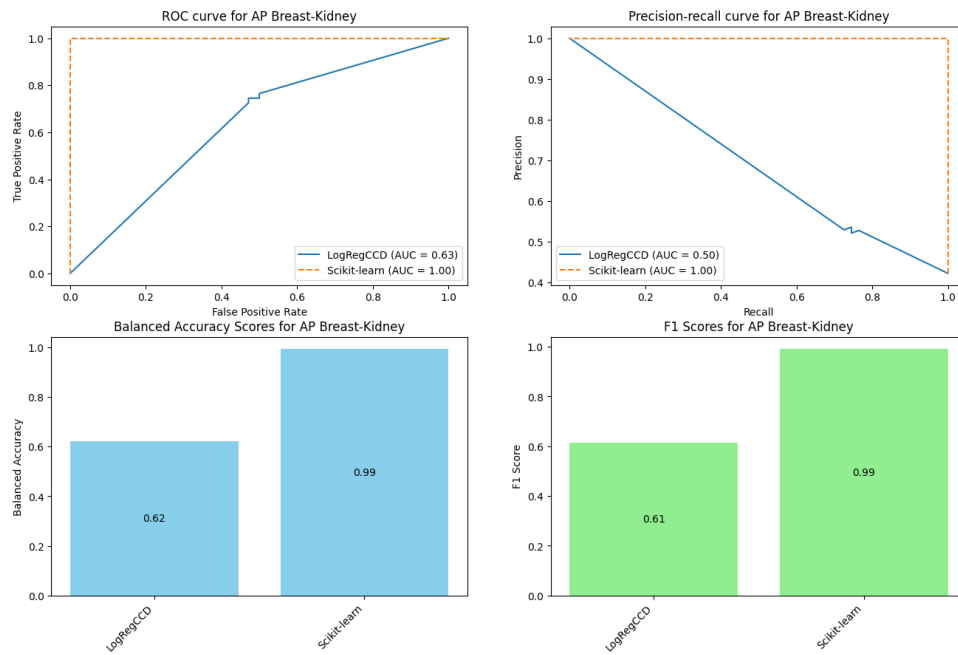 ROC curve for AP Breast-Kidney
True Positive Rate
1.0
0.8
0.6
0.4
0.2
0.0
LogRegCCD (AUC = 0.63)
Scikit-learn (AUC = 1.00)
0.0 0.2 0.4 0.6 0.8 1.0
False Positive Rate
Precision-recall curve for AP Breast-Kidney
Precision
1.0
0.9
0.8
0.7
0.6
0.5
0.4
LogRegCCD (AUC = 0.50)
Scikit-learn (AUC = 1.00)
0.0 0.2 0.4 0.6 0.8 1.0
Recall
Balanced Accuracy Scores for AP Breast-Kidney
Balanced Accuracy
1.0
0.8
0.6
0.4
0.2
0.0
0.62
0.99
LogRegCCD
Scikit-learn
F1 Scores for AP Breast-Kidney
F1 Score
1.0
0.8
0.6
0.4
0.2
0.0
0.61
0.99
LogRegCCD
Scikit-learn